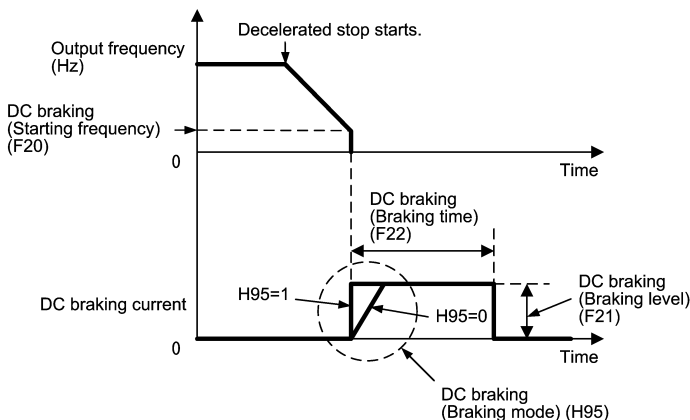 Decelerated stop starts.
Output frequency
(Hz)
DC braking
(Starting frequency)
(F20)
0
Time
DC braking
(Braking time)
(F22)
DC braking current
H95=1
H95=0
DC braking
(Braking level)
(F21)
0
Time
DC braking
(Braking mode) (H95)